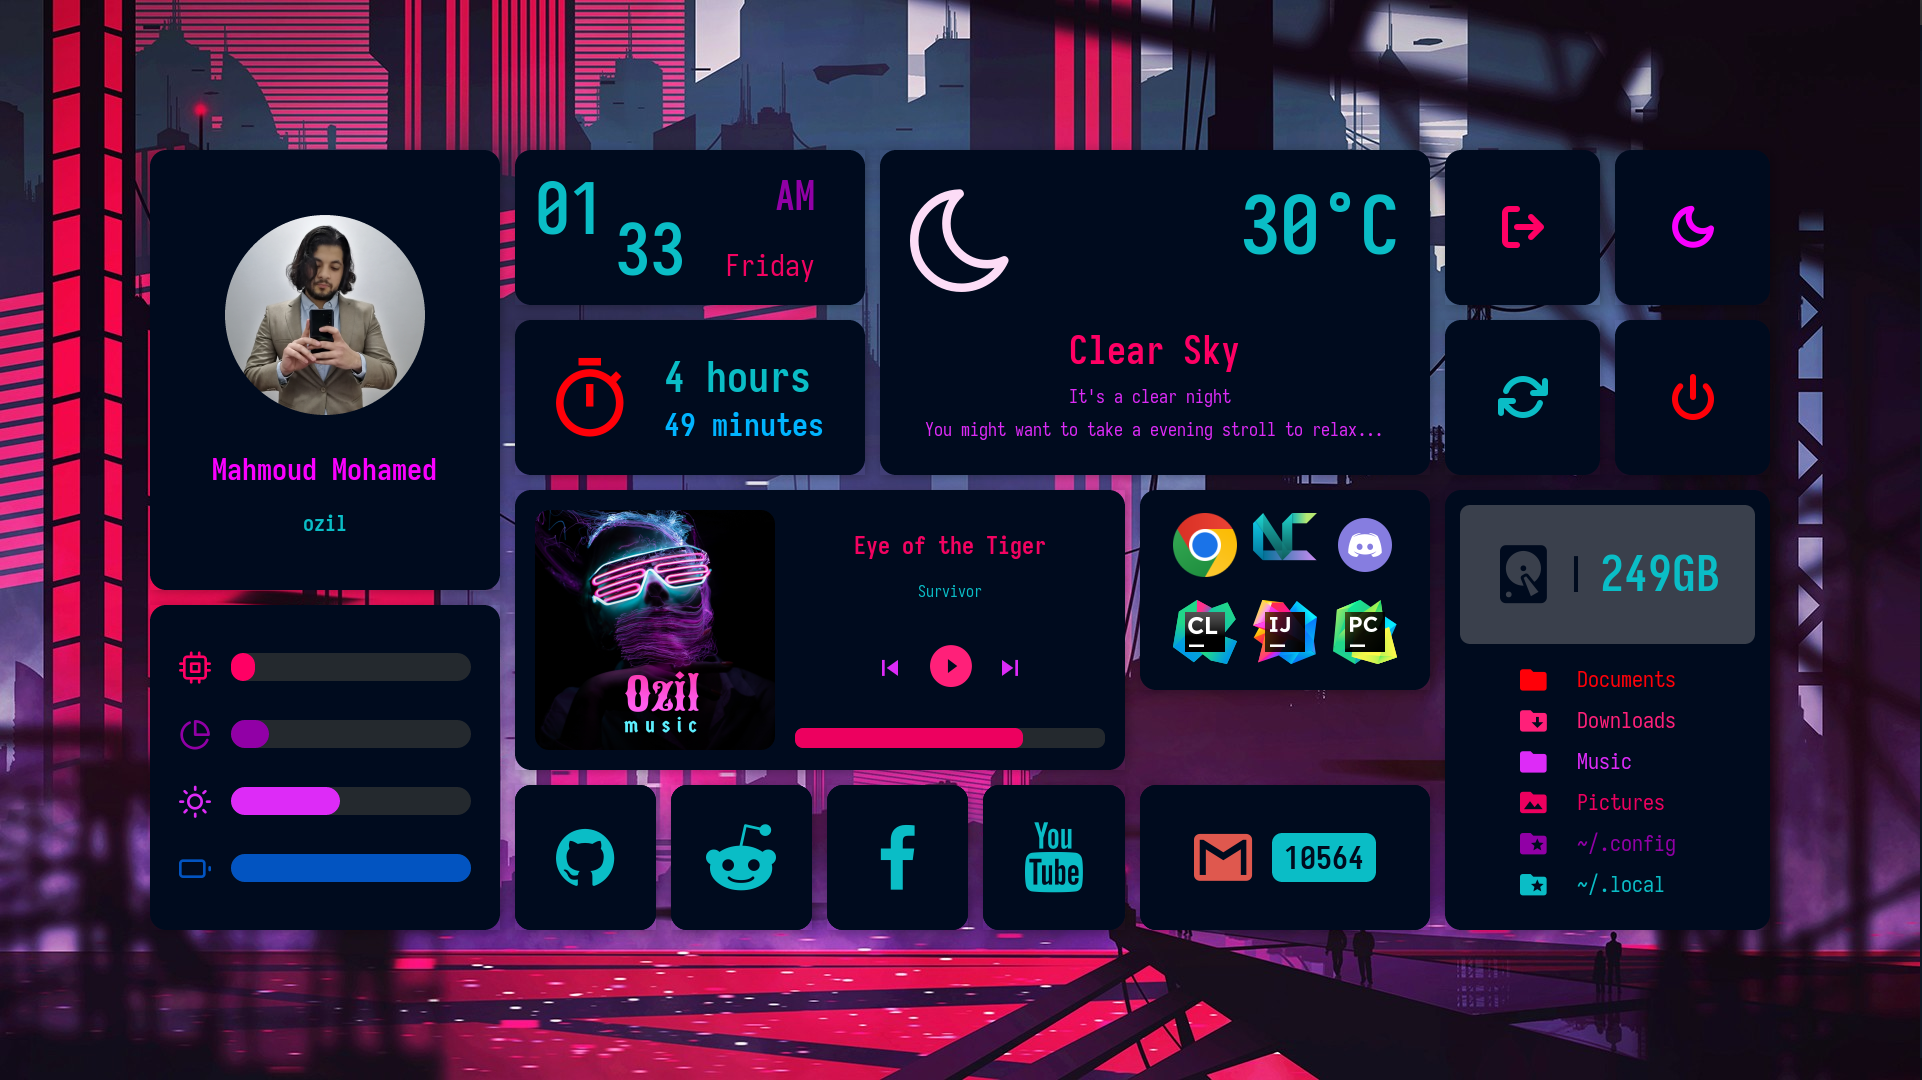 Mahmoud Mohamed
ozil
01
33
AM
Friday
4 hours
49 minutes
30°C
Clear Sky
It's a clear night
You might want to take a evening stroll to relax...
Ozil
music
Eye of the Tiger
Survivor
CL
IJ
PC
249GB
Documents
Downloads
Music
Pictures
~/.config
~/.local
You
Tube
10564